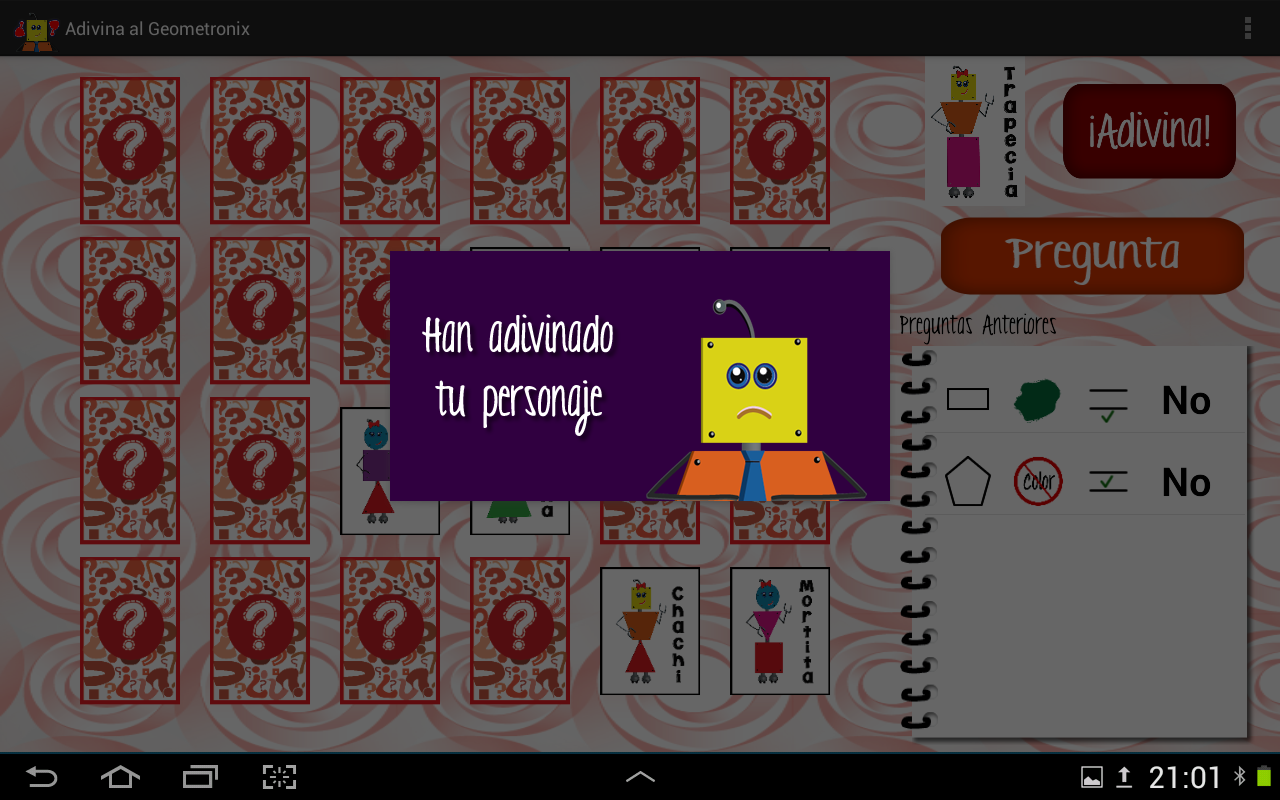 Adivina al Geometronix
Trapecia
¡Adivina!
Pregunta
Han adivinado
tu personaje
Preguntas Anteriores
No
color
No
a
Chachi
Mortita
21:01